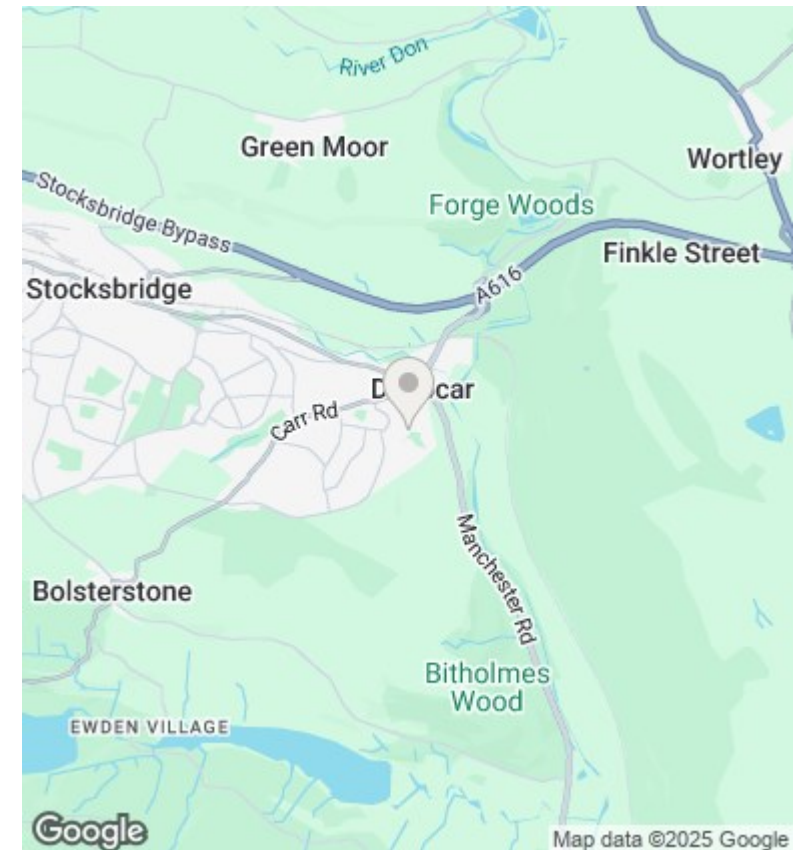 River Don
Green Moor
Wortley
Stocksbridge Bypass
Forge Woods
Finkle Street
A616
Stocksbridge
Carr Rd
Manchester Rd
Bolsterstone
Bitholmes
Wood
EWDEN VILLAGE
Google
Map data ©2025 Google